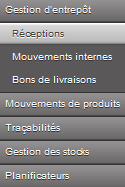 Gestion d'entrepôt
Réceptions
Mouvements internes
Bons de livraisons
Mouvements de produits
Traçabilités
Gestion des stocks
Planificateurs